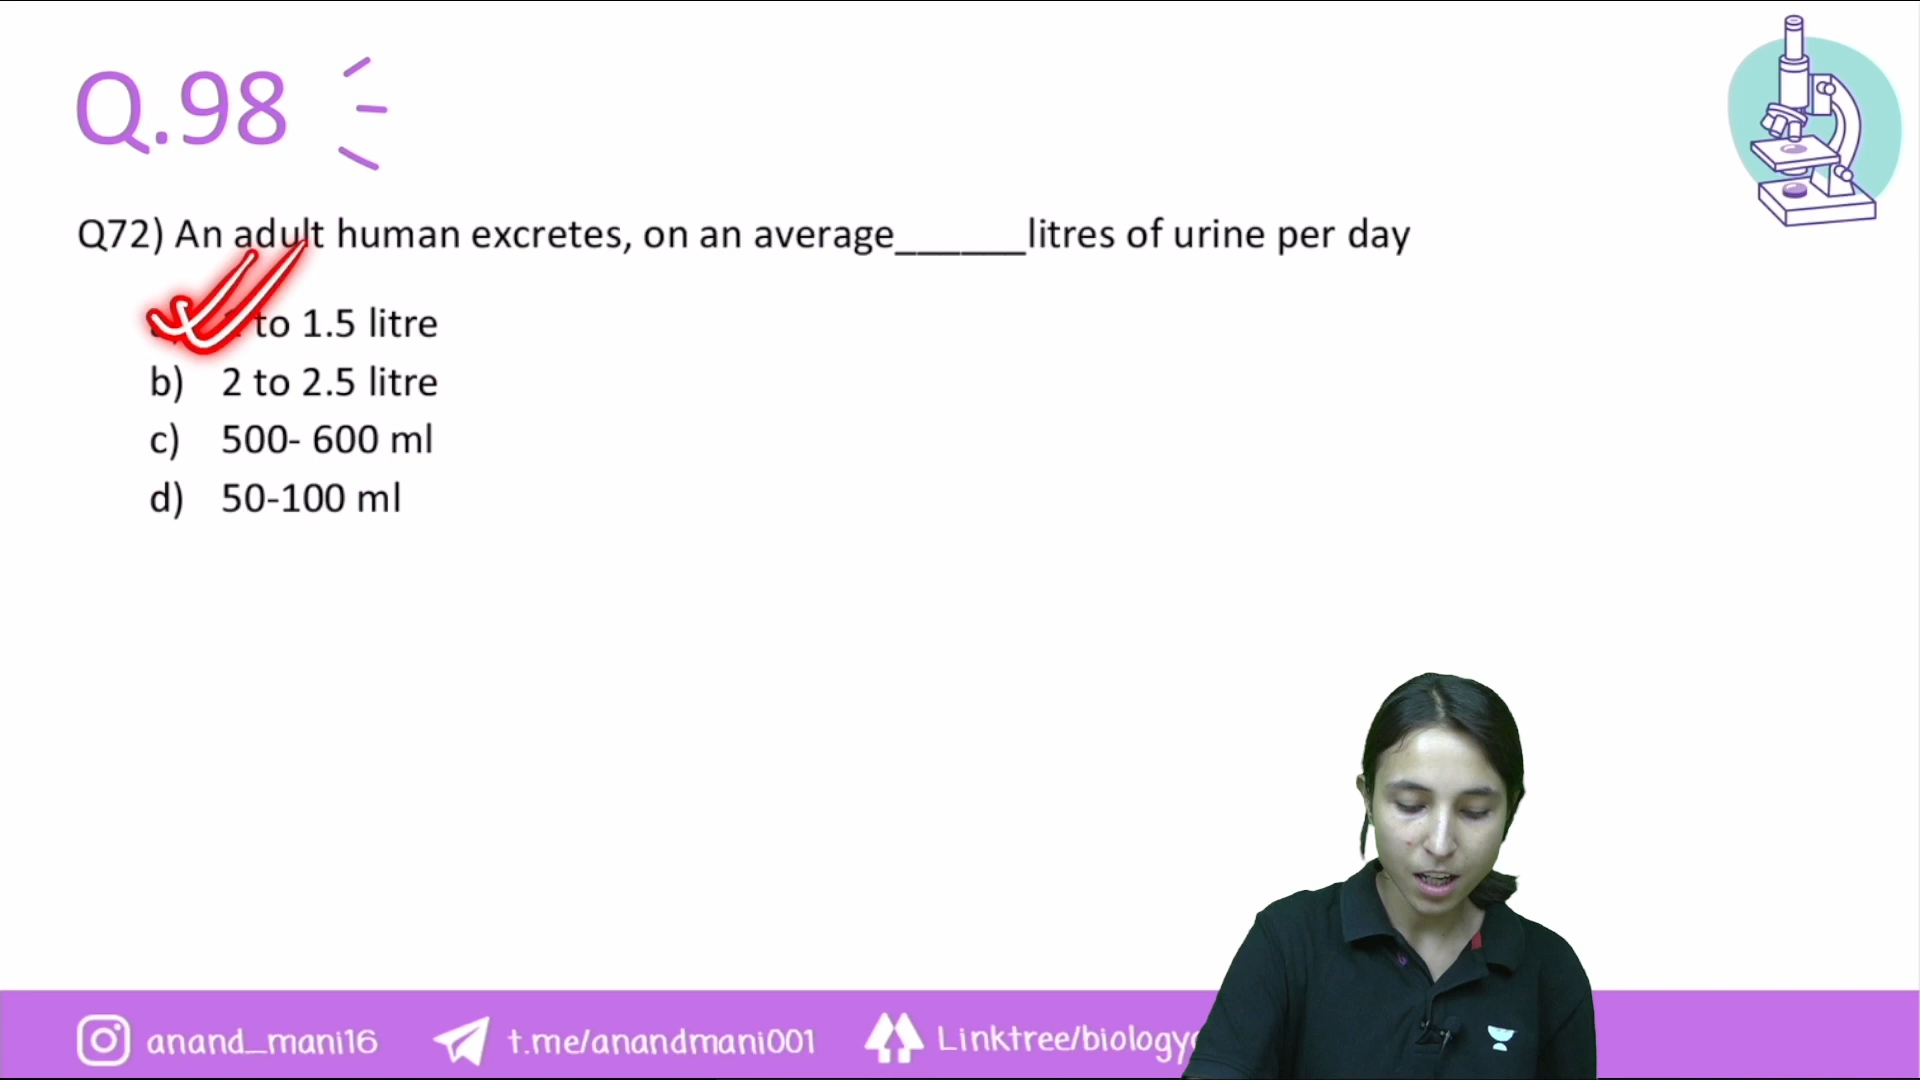 Q.98
Q72) An adult human excretes, on an average______litres of urine per day
to 1.5 litre
b) 2 to 2.5 litre
c) 500- 600 ml
d) 50-100 ml
anand_mani16 t.me/anandmani001 Linktree/biology